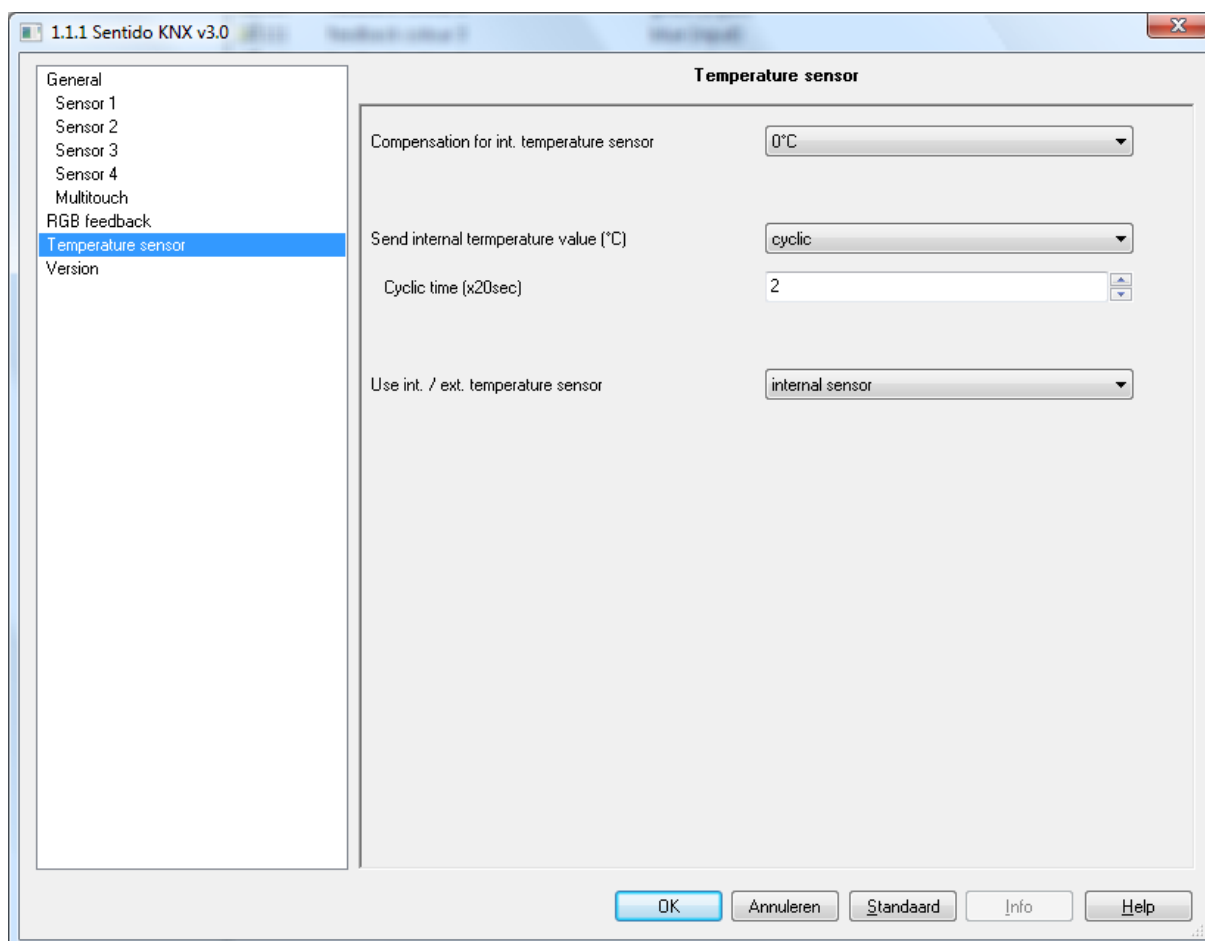 1.1.1 Sentido KNX v3.0
General
Sensor 1
Sensor 2
Sensor 3
Sensor 4
Multitouch
RGB feedback
Temperature sensor
Version
Temperature sensor
Compensation for int. temperature sensor 0°C
Send internal termperature value (°C) cyclic
Cyclic time (x20sec) 2
Use int. / ext. temperature sensor internal sensor
OK Annuleren Standaard Info Help